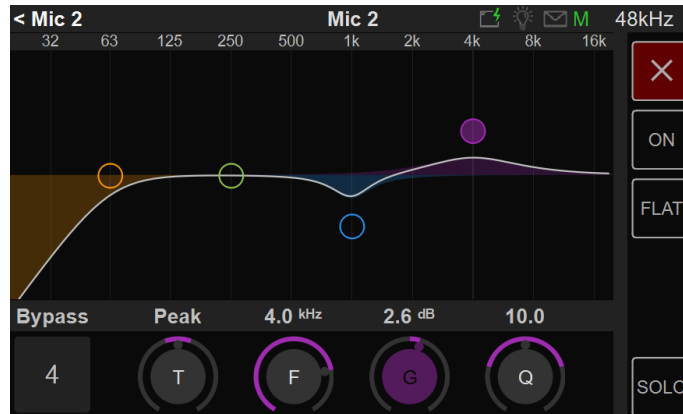 < Mic 2 Mic 2 M 48kHz
32 63 125 250 500 1k 2k 4k 8k 16k
ON
FLAT
Bypass Peak 4.0 kHz 2.6 dB 10.0
4 T F G Q
SOLO